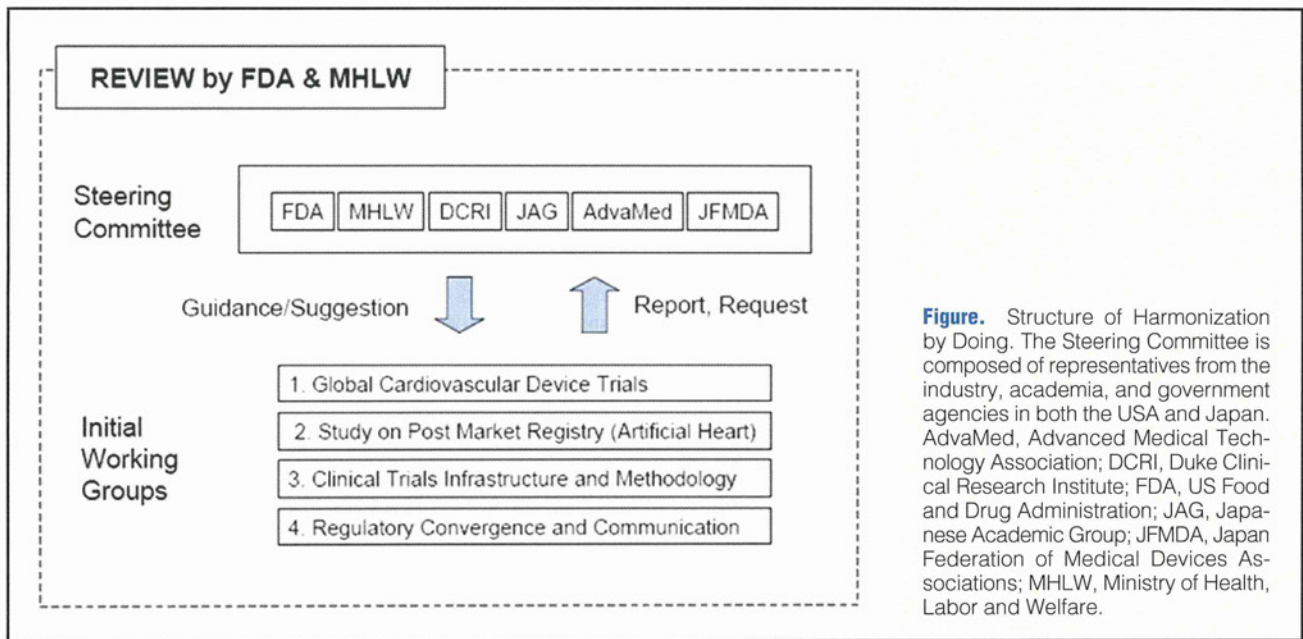 REVIEW by FDA & MHLW
Steering
Committee
FDA MHLW DCRI JAG AdvaMed JFMDA
Guidance/Suggestion
Report, Request
Initial
Working
Groups
1. Global Cardiovascular Device Trials
2. Study on Post Market Registry (Artificial Heart)
3. Clinical Trials Infrastructure and Methodology
4. Regulatory Convergence and Communication
Figure. Structure of Harmonization
by Doing. The Steering Committee is
composed of representatives from the
industry, academia, and government
agencies in both the USA and Japan.
AdvaMed, Advanced Medical Tech-
nology Association; DCRI, Duke Clini-
cal Research Institute; FDA, US Food
and Drug Administration; JAG, Japa-
nese Academic Group; JFMDA, Japan
Federation of Medical Devices As-
sociations; MHLW, Ministry of Health,
Labor and Welfare.